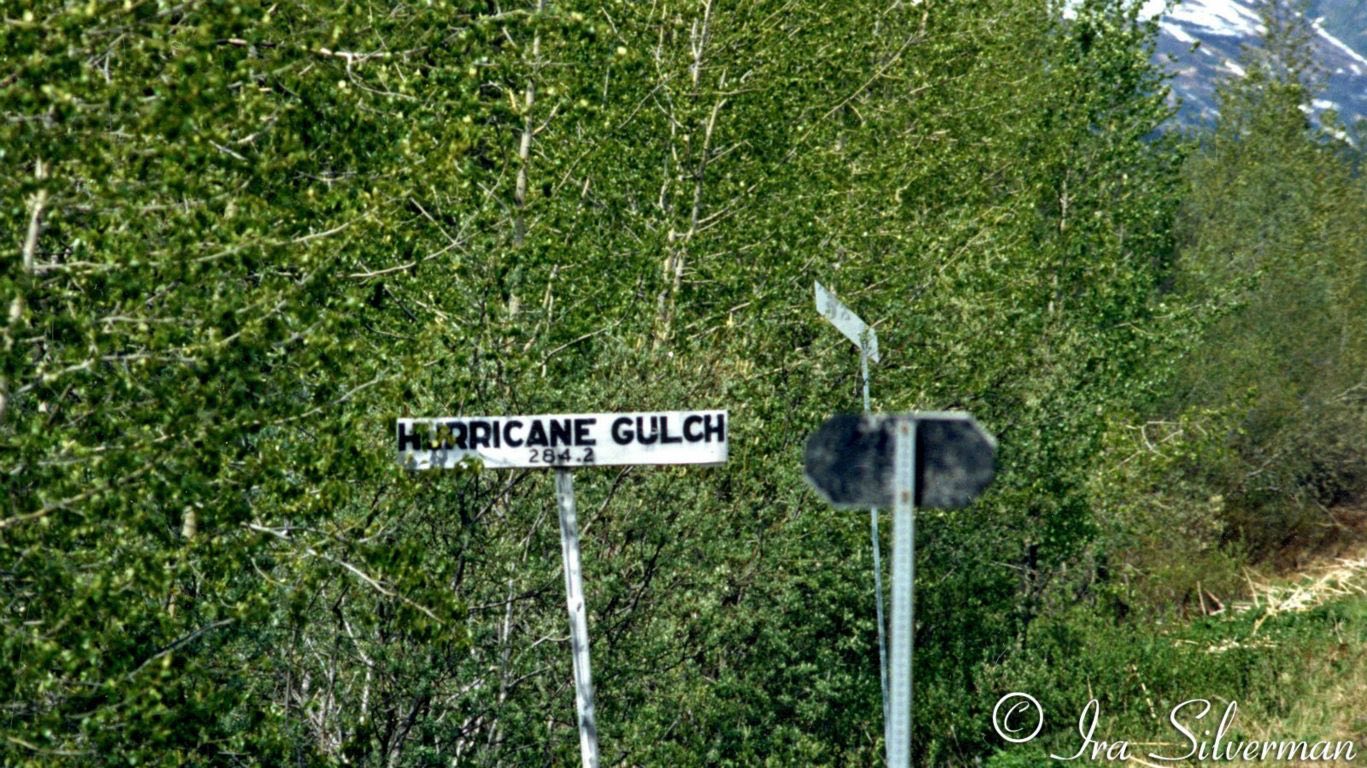 HURRICANE GULCH
284.2
© Ira Silverman